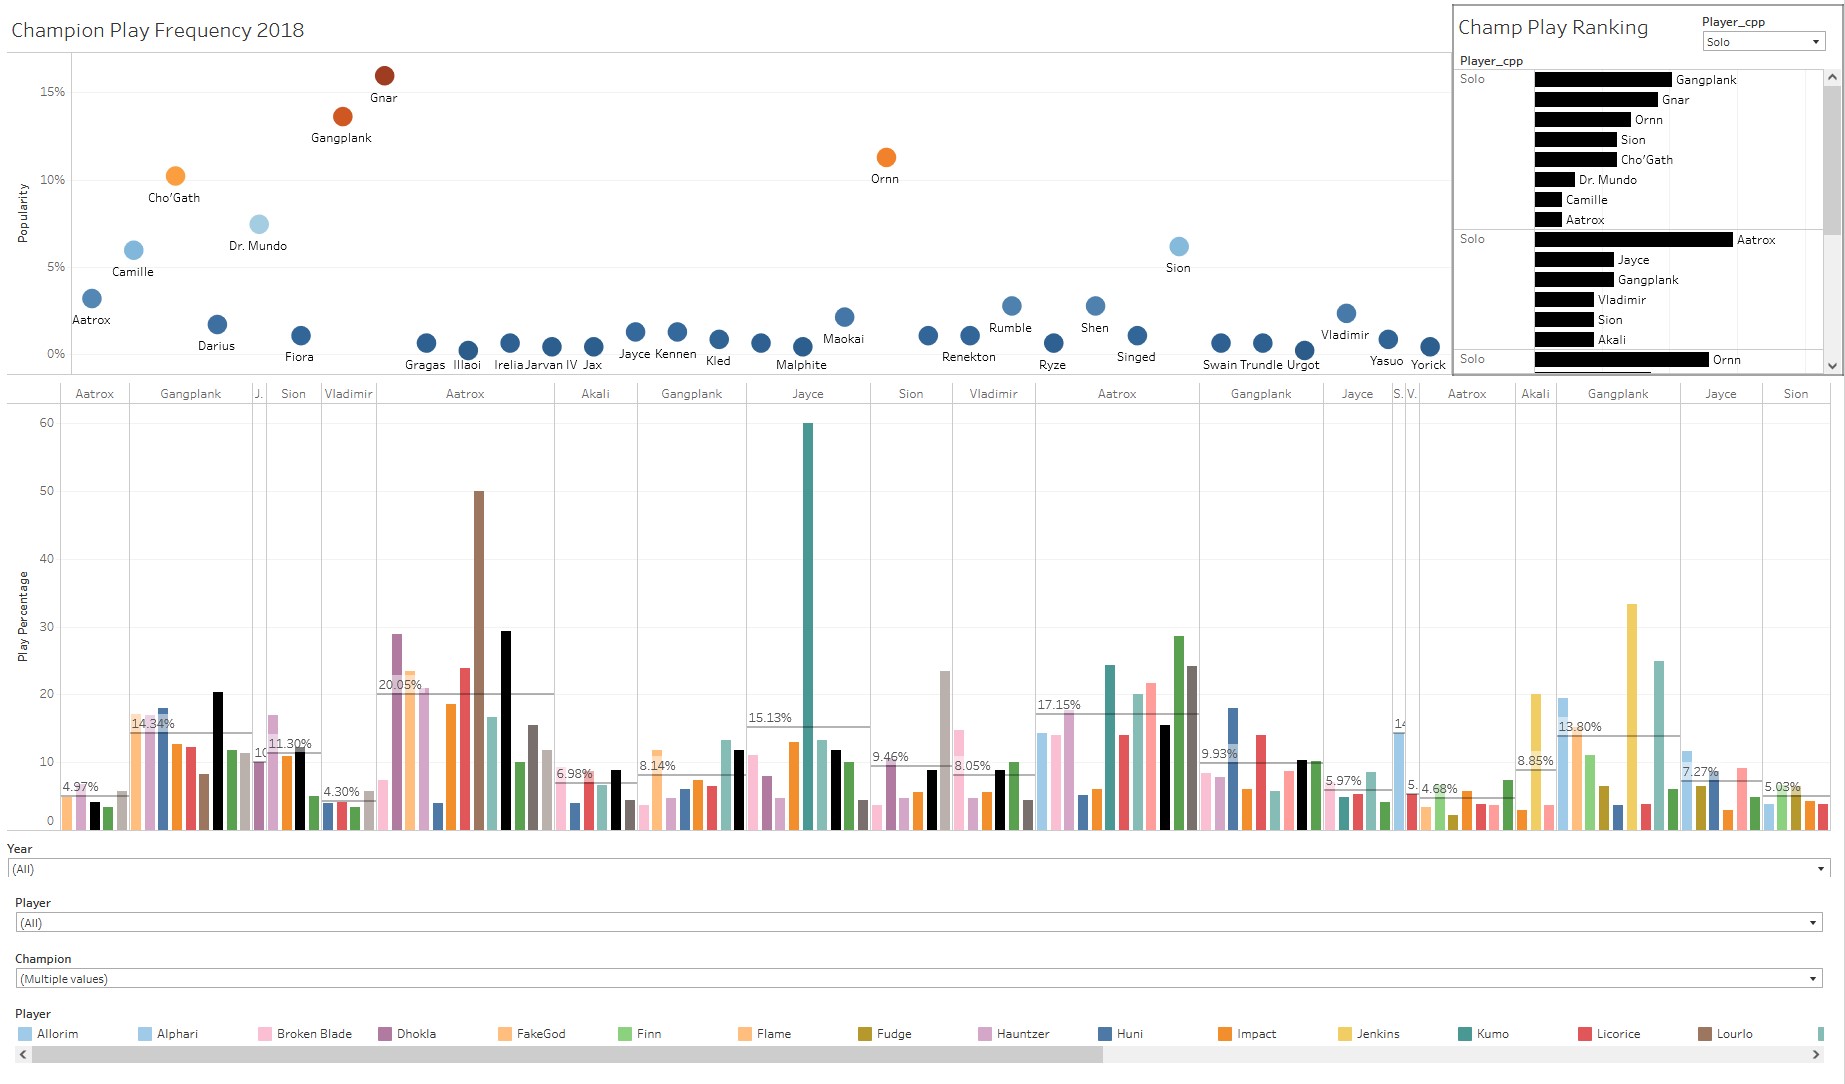 Champion Play Frequency 2018
Popularity
15%
10%
5%
0%
Gnar
Gangplank
Ornn
Cho'Gath
Dr. Mundo
Camille
Sion
Aatrox
Darius
Fiora
Gragas
Illaoi
Irelia
Jarvan IV
Jax
Jayce
Kennen
Kled
Malphite
Maokai
Renekton
Rumble
Ryze
Shen
Singed
Swain
Trundle
Urgot
Vladimir
Yasuo
Yorick
Champ Play Ranking
Player_cpp
Solo
Player_cpp
Solo
Gangplank
Gnar
Ornn
Sion
Cho'Gath
Dr. Mundo
Camille
Aatrox
Solo
Aatrox
Jayce
Gangplank
Vladimir
Sion
Akali
Solo
Ornn
Aatrox Gangplank J. Sion Vladimir Aatrox Akali Gangplank Jayce Sion Vladimir Aatrox Gangplank Jayce S. V. Aatrox Akali Gangplank Jayce Sion
Play Percentage
60
50
40
30
20
10
0
4.97%
14.34%
10
11.30%
4.30%
20.05%
6.98%
8.14%
15.13%
9.46%
8.05%
17.15%
9.93%
5.97%
14
5.
4.68%
8.85%
13.80%
7.27%
5.03%
Year
(All)
Player
(All)
Champion
(Multiple values)
Player
Allorim Alphari Broken Blade Dhokla FakeGod Finn Flame Fudge Hauntzer Huni Impact Jenkins Kumo Licorice Lourlo